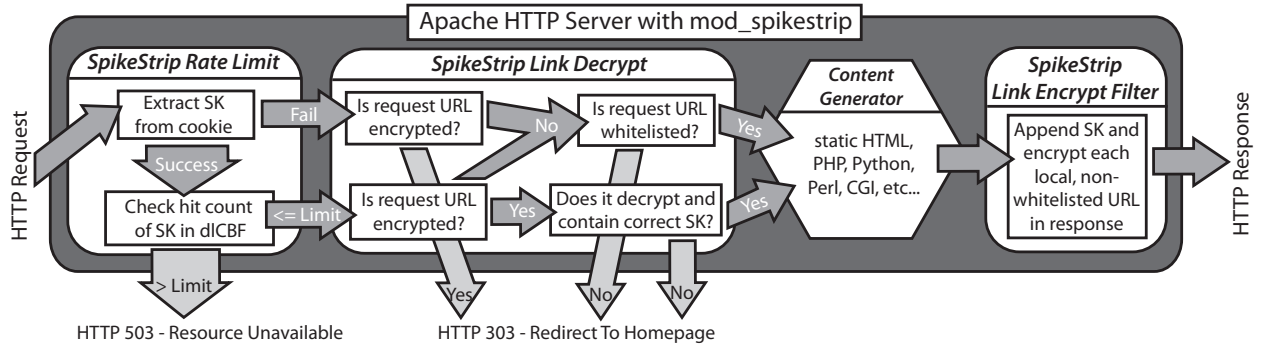 Apache HTTP Server with mod_spikestrip
HTTP Request
SpikeStrip Rate Limit
Extract SK
from cookie
Fail
Success
Check hit count
of SK in dlCBF
<= Limit
> Limit
HTTP 503 - Resource Unavailable
SpikeStrip Link Decrypt
Is request URL
encrypted?
No
Is request URL
whitelisted?
Yes
Is request URL
encrypted?
Yes
Does it decrypt and
contain correct SK?
Yes
Yes
No
No
HTTP 303 - Redirect To Homepage
Content
Generator
static HTML,
PHP, Python,
Perl, CGI, etc...
SpikeStrip
Link Encrypt Filter
Append SK and
encrypt each
local, non-
whitelisted URL
in response
HTTP Response